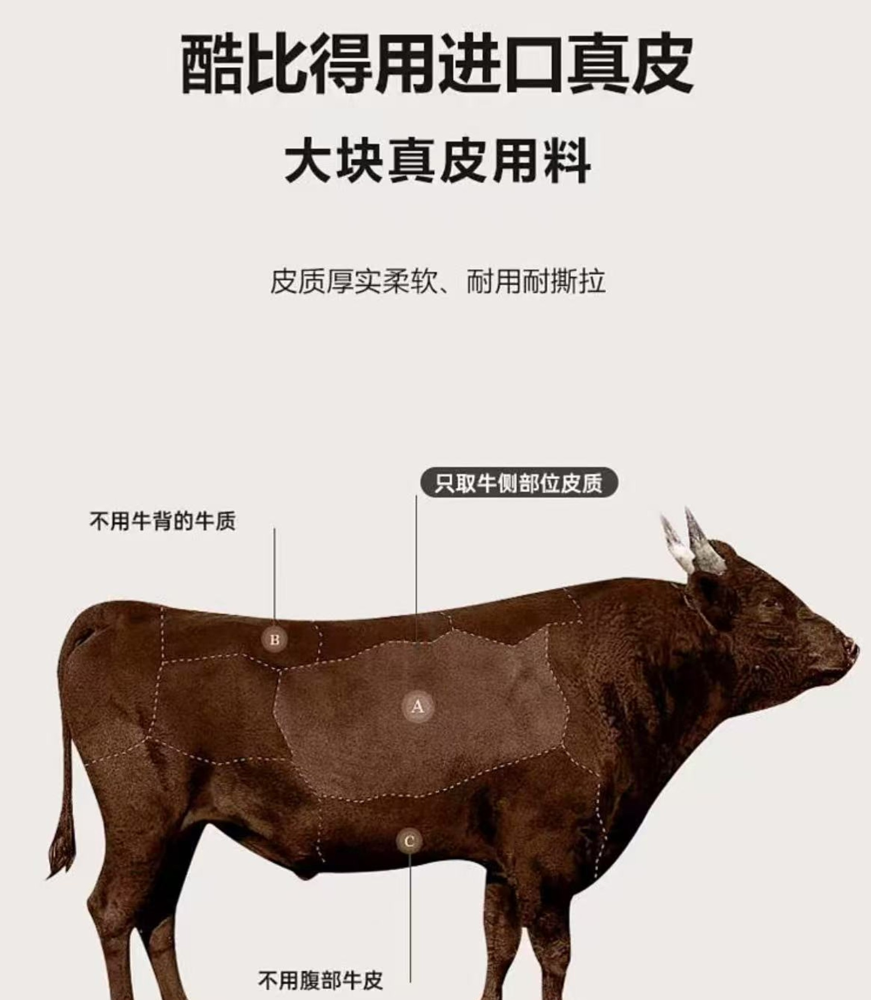 酷比得用进口真皮
大块真皮用料
皮质厚实柔软、耐用耐撕拉
只取牛侧部位皮质
不用牛背的牛质
B
A
C
不用腹部牛皮